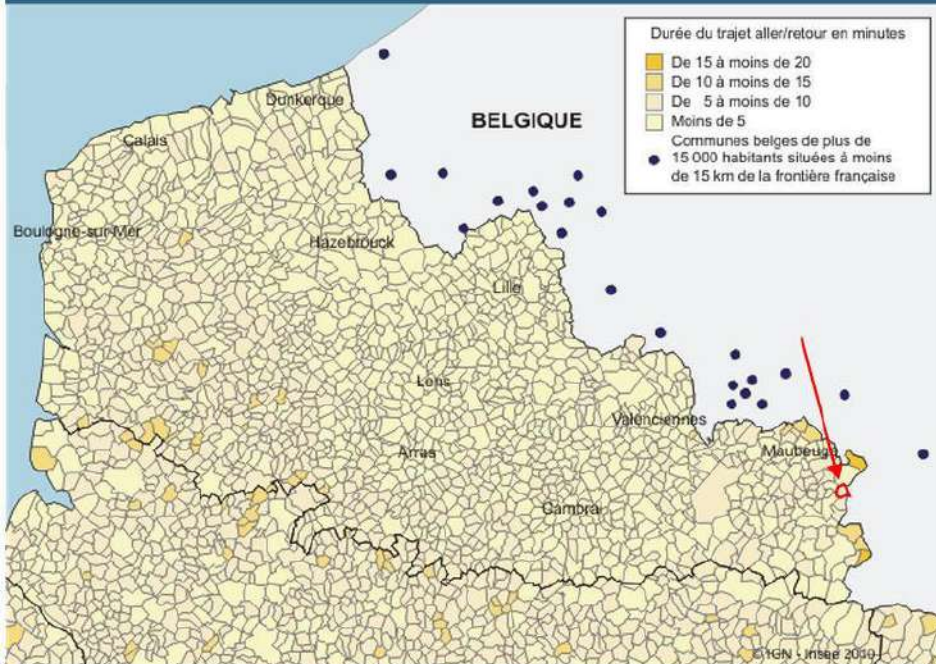 Durée du trajet aller/retour en minutes
De 15 à moins de 20
De 10 à moins de 15
De 5 à moins de 10
Moins de 5
Communes belges de plus de
15 000 habitants situées à moins
de 15 km de la frontière française
BELGIQUE
Dunkerque
Calais
Boulogne-sur-Mer
Hazebrouck
Lille
Lens
Valenciennes
Arras
Maubeuge
Cambrai
© IGN - Insee 2010